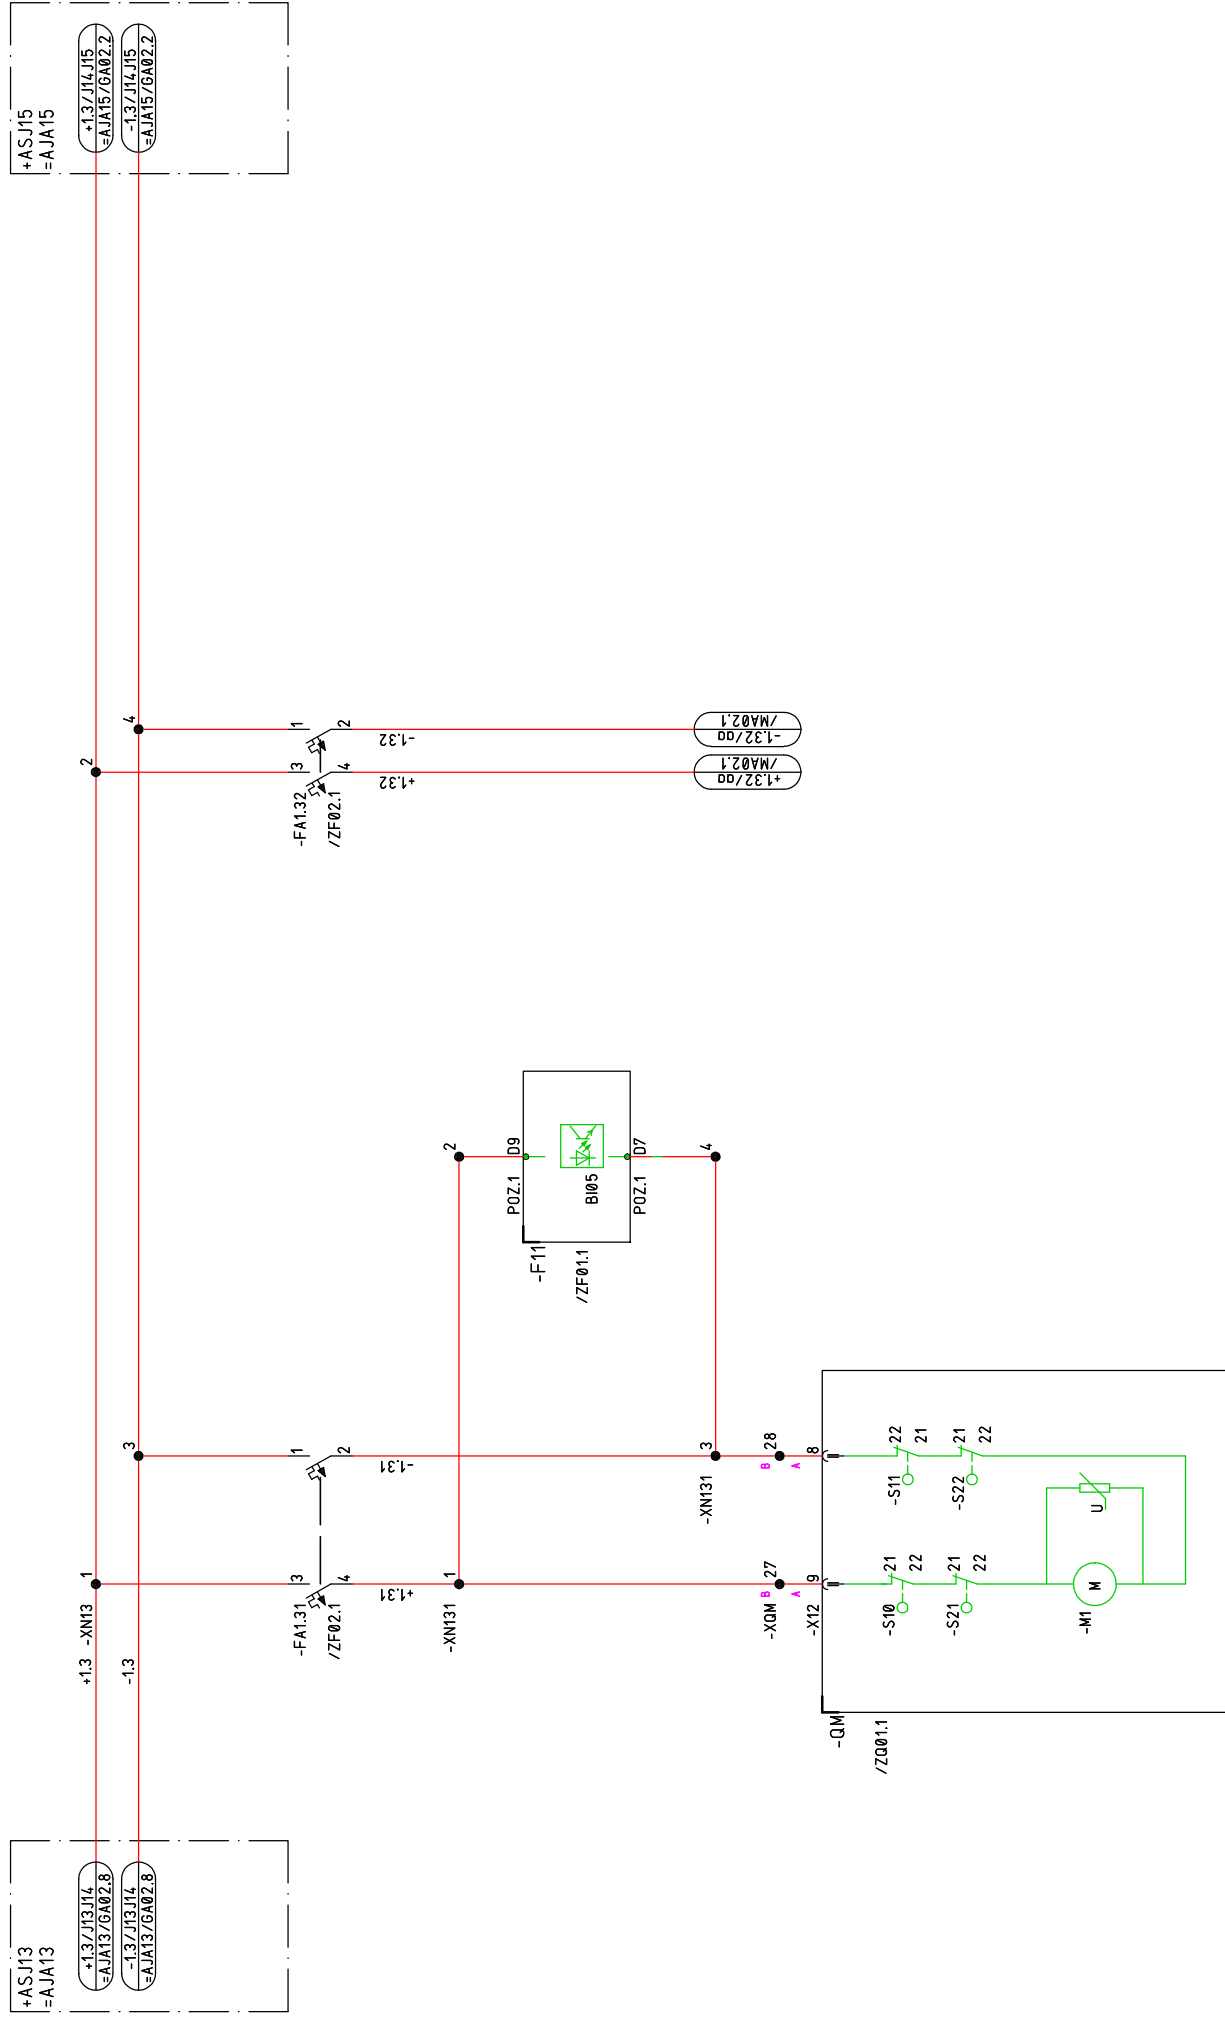 +ASJ13
=AJA13
+1.3/J13J14
=AJA13/GA02.8
-1.3/J13J14
=AJA13/GA02.8
+1.3
-XN13
1
2
-1.3
3
4
+ASJ15
=AJA15
+1.3/J14J15
=AJA15/GA02.2
-1.3/J14J15
=AJA15/GA02.2
-FA1.31
/ZF02.1
3
4
1
2
+1.31
-1.31
-FA1.32
/ZF02.1
3
4
1
2
+1.32
-1.32
+1.32/aa
/MA02.1
-1.32/aa
/MA02.1
-XN131
1
2
-F11
/ZF01.1
POZ.1
D9
BI05
POZ.1
D7
-XN131
3
4
-XQM
B
27
A
B
28
A
-X12
9
8
-QM
/ZQ01.1
-S10
21
22
-S11
22
21
-S21
21
22
-S22
21
22
-M1
M
U